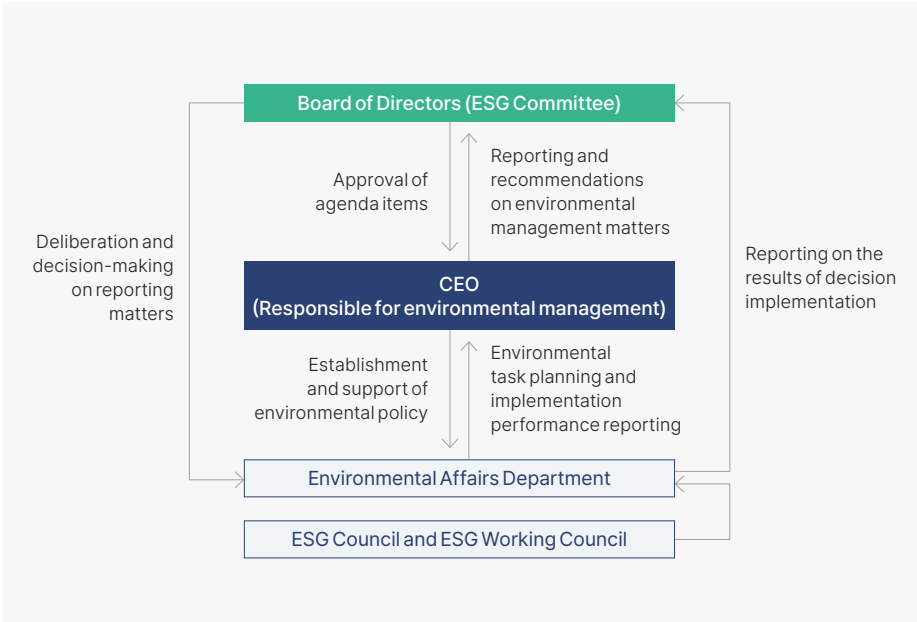 Board of Directors (ESG Committee)
Approval of
agenda items
Reporting and
recommendations
on environmental
management matters
Deliberation and
decision-making
on reporting
matters
Reporting on the
results of decision
implementation
CEO
(Responsible for environmental management)
Establishment
and support of
environmental policy
Environmental
task planning and
implementation
performance reporting
Environmental Affairs Department
ESG Council and ESG Working Council